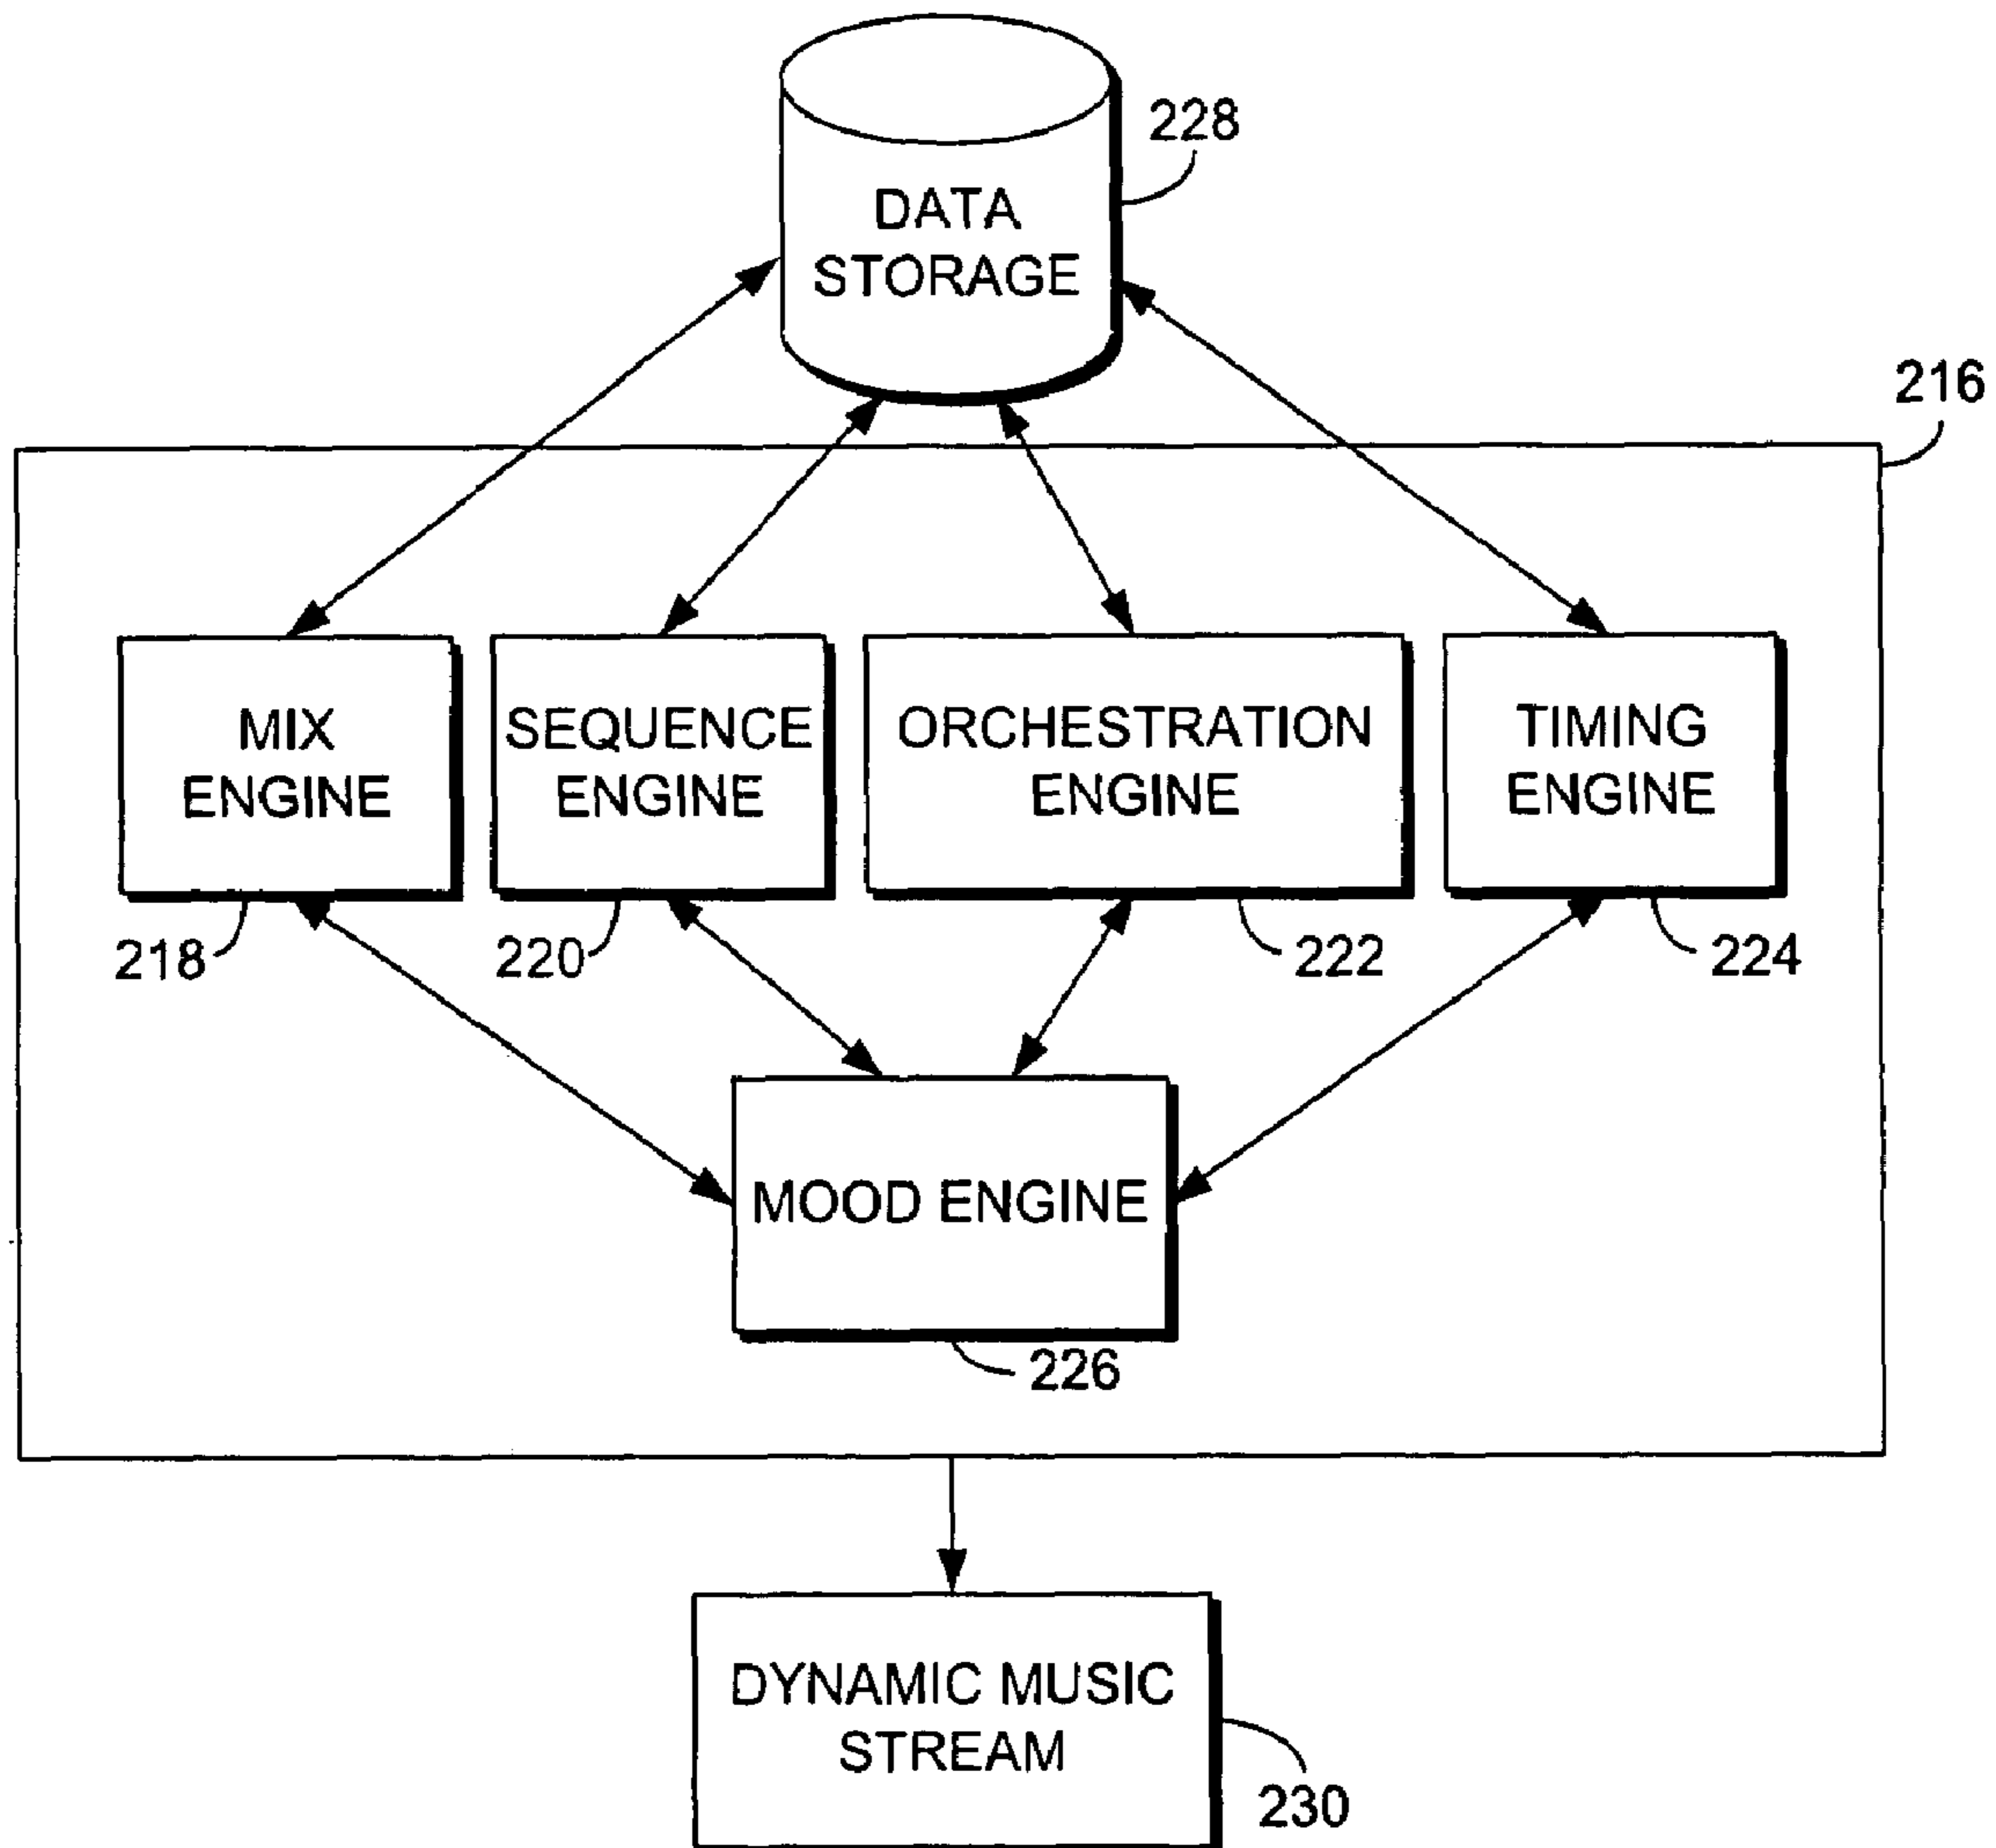 228
DATA
STORAGE
216
MIX
ENGINE
SEQUENCE
ENGINE
ORCHESTRATION
ENGINE
TIMING
ENGINE
218
220
222
224
MOOD ENGINE
226
DYNAMIC MUSIC
STREAM
230